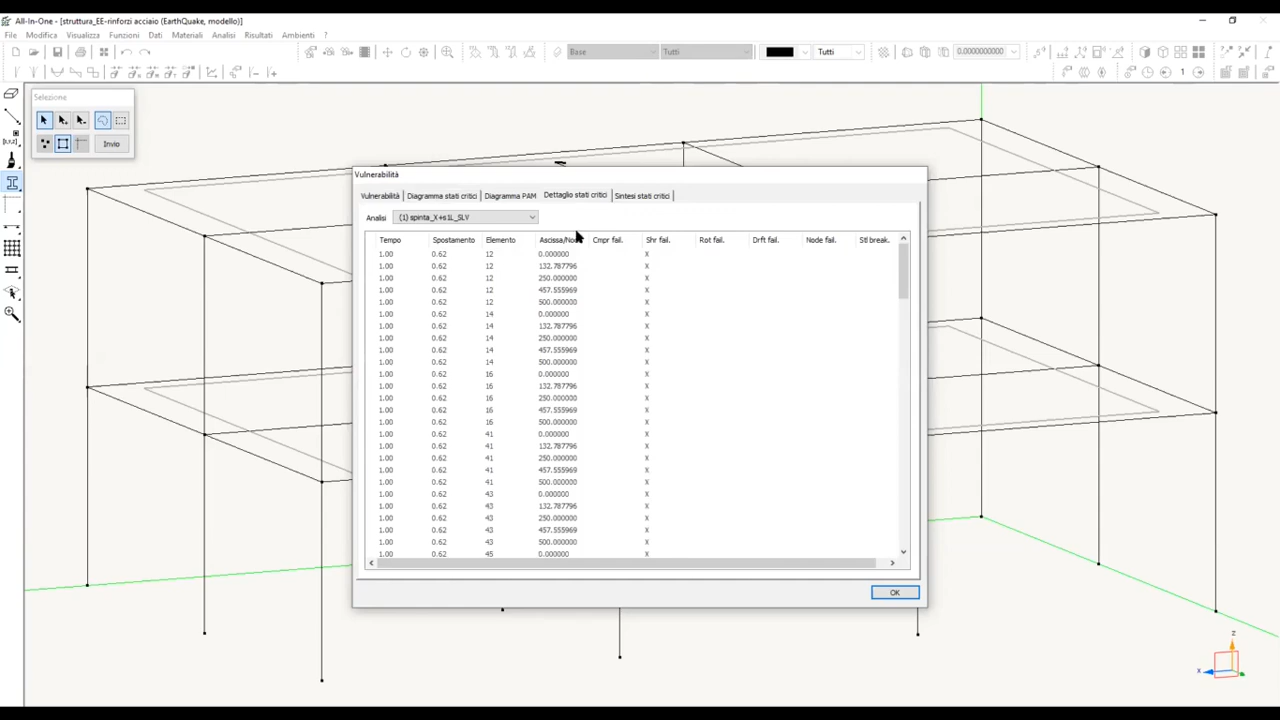 All-In-One - [struttura_EE-rinforzi acciaio (EarthQuake, modello)]
File Modifica Visualizza Funzioni Dati Materiali Analisi Risultati Ambienti ?
Base Tutti Tutti 0.0000000000
1
Selezione
Invio
[x,y,z]
Vulnerabilità
Vulnerabilità Diagramma stati critici Diagramma PAM Dettaglio stati critici Sintesi stati critici
Analisi (1) spinta_X+s1L_SLV
Tempo Spostamento Elemento Ascissa/Nodo Cmpr fail. Shr fail. Rot fail. Drft fail. Node fail. Stl break.
1.00 0.62 12 0.000000 X
1.00 0.62 12 132.787796 X
1.00 0.62 12 250.000000 X
1.00 0.62 12 457.555969 X
1.00 0.62 12 500.000000 X
1.00 0.62 14 0.000000 X
1.00 0.62 14 132.787796 X
1.00 0.62 14 250.000000 X
1.00 0.62 14 457.555969 X
1.00 0.62 14 500.000000 X
1.00 0.62 16 0.000000 X
1.00 0.62 16 132.787796 X
1.00 0.62 16 250.000000 X
1.00 0.62 16 457.555969 X
1.00 0.62 16 500.000000 X
1.00 0.62 41 0.000000 X
1.00 0.62 41 132.787796 X
1.00 0.62 41 250.000000 X
1.00 0.62 41 457.555969 X
1.00 0.62 41 500.000000 X
1.00 0.62 43 0.000000 X
1.00 0.62 43 132.787796 X
1.00 0.62 43 250.000000 X
1.00 0.62 43 457.555969 X
1.00 0.62 43 500.000000 X
1.00 0.62 45 0.000000 X
OK
z
x